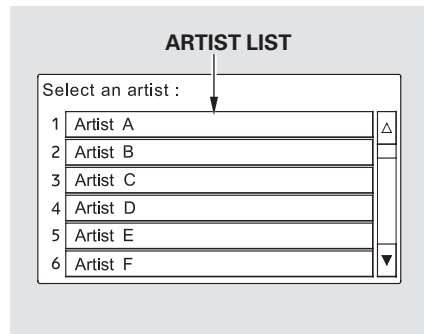 ARTIST LIST
Select an artist :
1 Artist A
2 Artist B
3 Artist C
4 Artist D
5 Artist E
6 Artist F